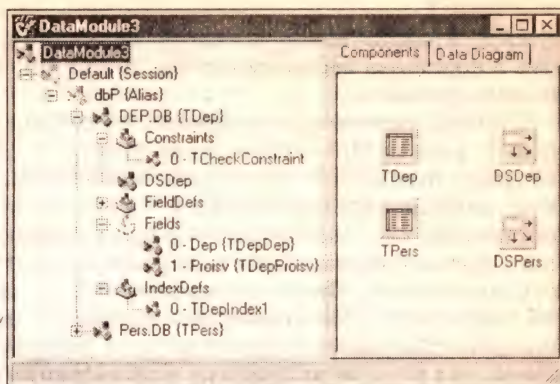 DataModule3
DataModule3
Default {Session}
dbP {Alias}
DEP.DB {TDep}
Constraints
0 - TCheckConstraint
DSDep
FieldDefs
Fields
0 - Dep {TDepDep}
1 - Proisv {TDepProisv}
IndexDefs
0 - TDepIndex1
Pers.DB {TPers}
Components
Data Diagram
TDep
DSDep
TPers
DSPers